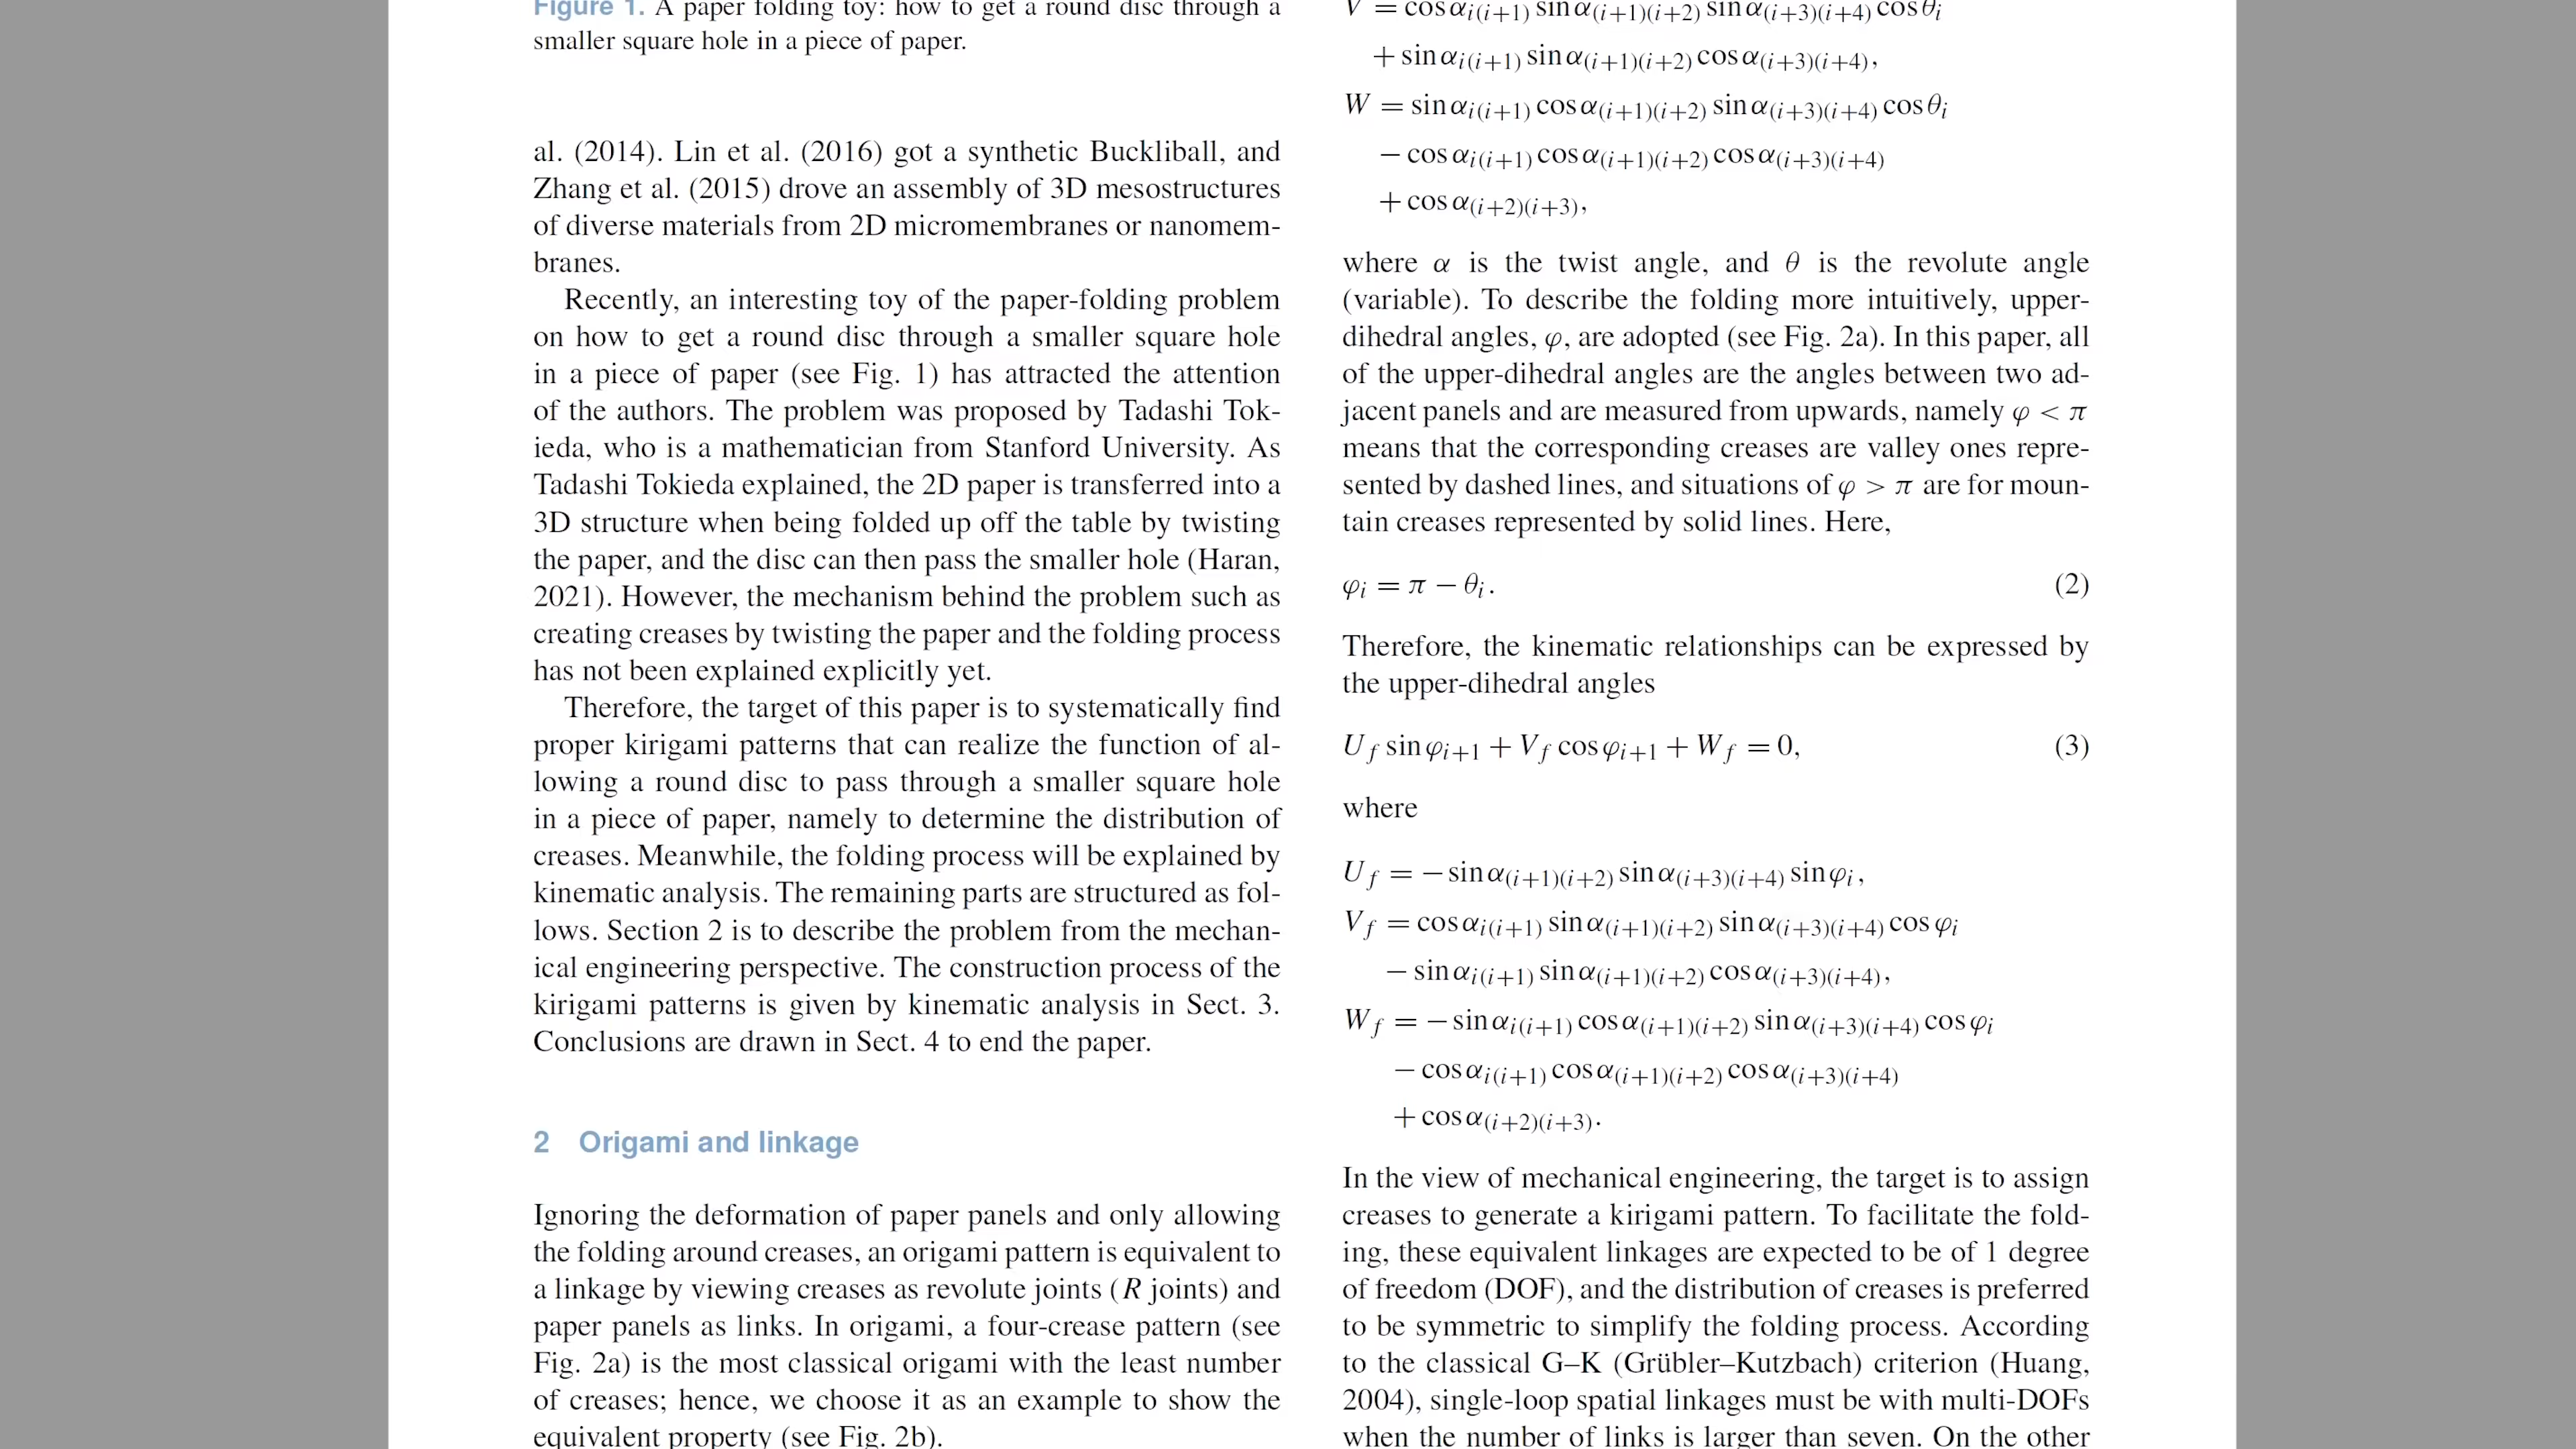 Figure 1. A paper folding toy: how to get a round disc through a
smaller square hole in a piece of paper.
al. (2014). Lin et al. (2016) got a synthetic Buckliball, and
Zhang et al. (2015) drove an assembly of 3D mesostructures
of diverse materials from 2D micromembranes or nanomem-
branes.
Recently, an interesting toy of the paper-folding problem
on how to get a round disc through a smaller square hole
in a piece of paper (see Fig. 1) has attracted the attention
of the authors. The problem was proposed by Tadashi Tok-
ieda, who is a mathematician from Stanford University. As
Tadashi Tokieda explained, the 2D paper is transferred into a
3D structure when being folded up off the table by twisting
the paper, and the disc can then pass the smaller hole (Haran,
2021). However, the mechanism behind the problem such as
creating creases by twisting the paper and the folding process
has not been explained explicitly yet.
Therefore, the target of this paper is to systematically find
proper kirigami patterns that can realize the function of al-
lowing a round disc to pass through a smaller square hole
in a piece of paper, namely to determine the distribution of
creases. Meanwhile, the folding process will be explained by
kinematic analysis. The remaining parts are structured as fol-
lows. Section 2 is to describe the problem from the mechan-
ical engineering perspective. The construction process of the
kirigami patterns is given by kinematic analysis in Sect. 3.
Conclusions are drawn in Sect. 4 to end the paper.
2 Origami and linkage
Ignoring the deformation of paper panels and only allowing
the folding around creases, an origami pattern is equivalent to
a linkage by viewing creases as revolute joints (R joints) and
paper panels as links. In origami, a four-crease pattern (see
Fig. 2a) is the most classical origami with the least number
of creases; hence, we choose it as an example to show the
equivalent property (see Fig. 2b).
V = cos α_i(i+1) sin α_(i+1)(i+2) sin α_(i+3)(i+4) cos θ_i
+ sin α_i(i+1) sin α_(i+1)(i+2) cos α_(i+3)(i+4),
W = sin α_i(i+1) cos α_(i+1)(i+2) sin α_(i+3)(i+4) cos θ_i
− cos α_i(i+1) cos α_(i+1)(i+2) cos α_(i+3)(i+4)
+ cos α_(i+2)(i+3),
where α is the twist angle, and θ is the revolute angle
(variable). To describe the folding more intuitively, upper-
dihedral angles, φ, are adopted (see Fig. 2a). In this paper, all
of the upper-dihedral angles are the angles between two ad-
jacent panels and are measured from upwards, namely φ < π
means that the corresponding creases are valley ones repre-
sented by dashed lines, and situations of φ > π are for moun-
tain creases represented by solid lines. Here,
φ_i = π − θ_i. (2)
Therefore, the kinematic relationships can be expressed by
the upper-dihedral angles
U_f sin φ_i+1 + V_f cos φ_i+1 + W_f = 0, (3)
where
U_f = − sin α_(i+1)(i+2) sin α_(i+3)(i+4) sin φ_i,
V_f = cos α_i(i+1) sin α_(i+1)(i+2) sin α_(i+3)(i+4) cos φ_i
− sin α_i(i+1) sin α_(i+1)(i+2) cos α_(i+3)(i+4),
W_f = − sin α_i(i+1) cos α_(i+1)(i+2) sin α_(i+3)(i+4) cos φ_i
− cos α_i(i+1) cos α_(i+1)(i+2) cos α_(i+3)(i+4)
+ cos α_(i+2)(i+3).
In the view of mechanical engineering, the target is to assign
creases to generate a kirigami pattern. To facilitate the fold-
ing, these equivalent linkages are expected to be of 1 degree
of freedom (DOF), and the distribution of creases is preferred
to be symmetric to simplify the folding process. According
to the classical G–K (Grübler–Kutzbach) criterion (Huang,
2004), single-loop spatial linkages must be with multi-DOFs
when the number of links is larger than seven. On the other